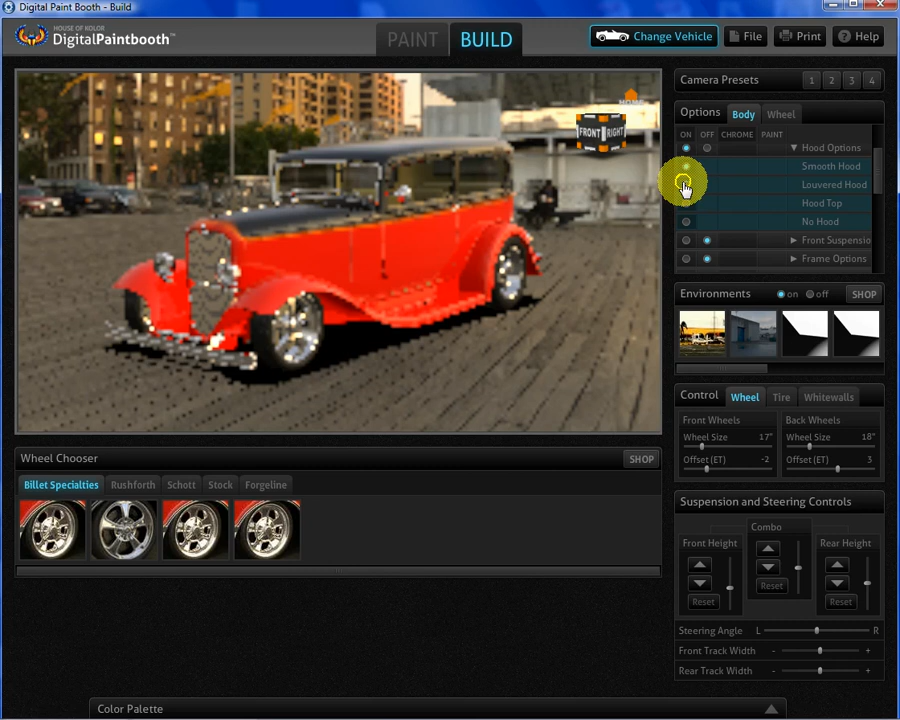 Digital Paint Booth - Build
HOUSE OF KOLOR
DigitalPaintbooth™
PAINT
BUILD
Change Vehicle
File
Print
? Help
HOME
FRONT RIGHT
Camera Presets
1 2 3 4
Options
Body
Wheel
ON OFF CHROME PAINT
Hood Options
Smooth Hood
Louvered Hood
Hood Top
No Hood
Front Suspensio
Frame Options
Environments
on
off
SHOP
Control
Wheel
Tire
Whitewalls
Front Wheels
Wheel Size 17"
Offset (ET) -2
Back Wheels
Wheel Size 18"
Offset (ET) 3
Wheel Chooser
SHOP
Billet Specialties
Rushforth
Schott
Stock
Forgeline
Suspension and Steering Controls
Front Height
Reset
Combo
Reset
Rear Height
Reset
Steering Angle L R
Front Track Width - +
Rear Track Width - +
Color Palette